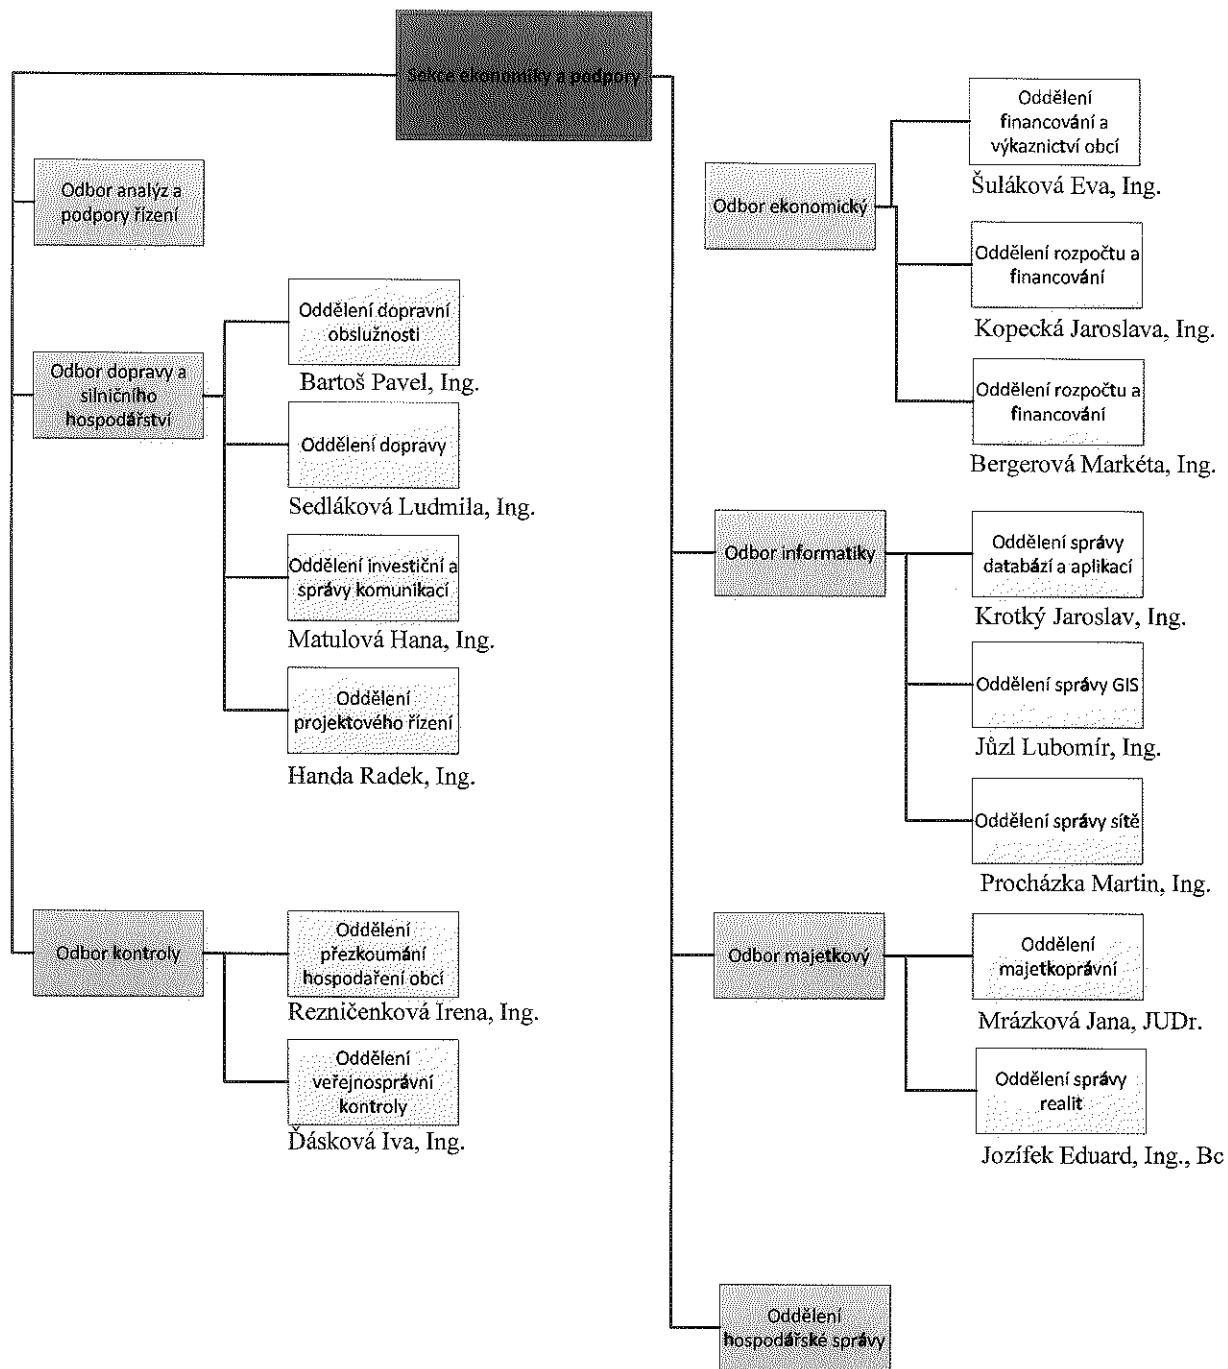 Sekce ekonomiky a podpory
Odbor analýz a
podpory řízení
Odbor dopravy a
silničního
hospodářství
Oddělení dopravní
obslužnosti
Bartoš Pavel, Ing.
Oddělení dopravy
Sedláková Ludmila, Ing.
Oddělení investiční a
správy komunikací
Matulová Hana, Ing.
Oddělení
projektového řízení
Handa Radek, Ing.
Odbor kontroly
Oddělení
přezkoumání
hospodaření obcí
Rezničenková Irena, Ing.
Oddělení
veřejnosprávní
kontroly
Ďásková Iva, Ing.
Odbor ekonomický
Oddělení
financování a
výkaznictví obcí
Šuláková Eva, Ing.
Oddělení rozpočtu a
financování
Kopecká Jaroslava, Ing.
Oddělení rozpočtu a
financování
Bergerová Markéta, Ing.
Odbor informatiky
Oddělení správy
databází a aplikací
Krotký Jaroslav, Ing.
Oddělení správy GIS
Jůzl Lubomír, Ing.
Oddělení správy sítě
Procházka Martin, Ing.
Odbor majetkový
Oddělení
majetkoprávní
Mrázková Jana, JUDr.
Oddělení správy
realit
Jozífek Eduard, Ing., Bc
Oddělení
hospodářské správy